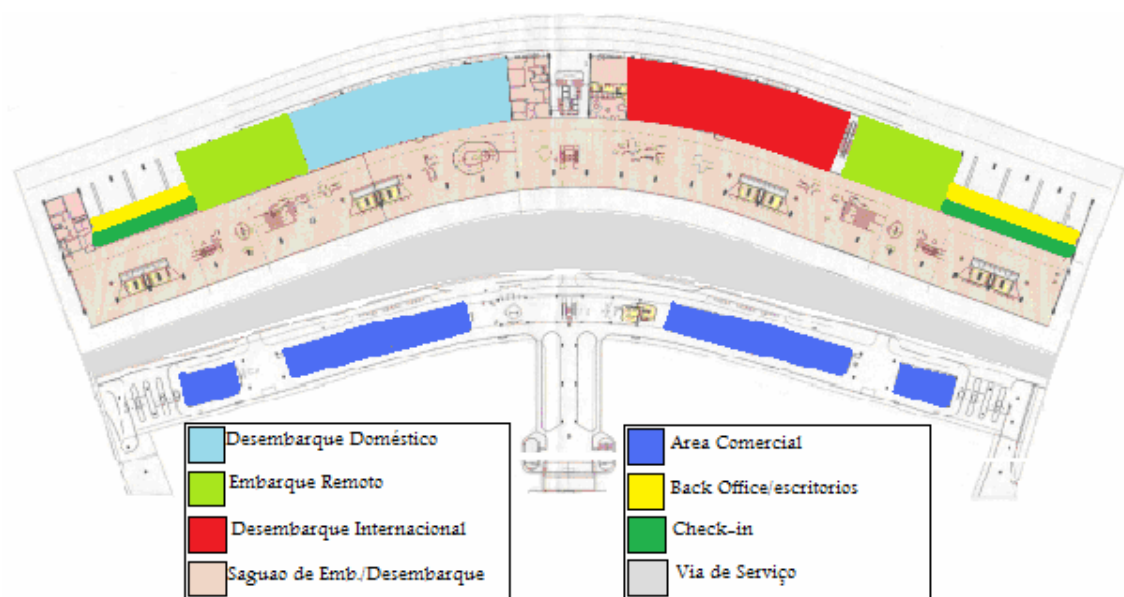 Desembarque Doméstico
Embarque Remoto
Desembarque Internacional
Saguao de Emb./Desembarque
Area Comercial
Back Office/escritorios
Check-in
Via de Serviço